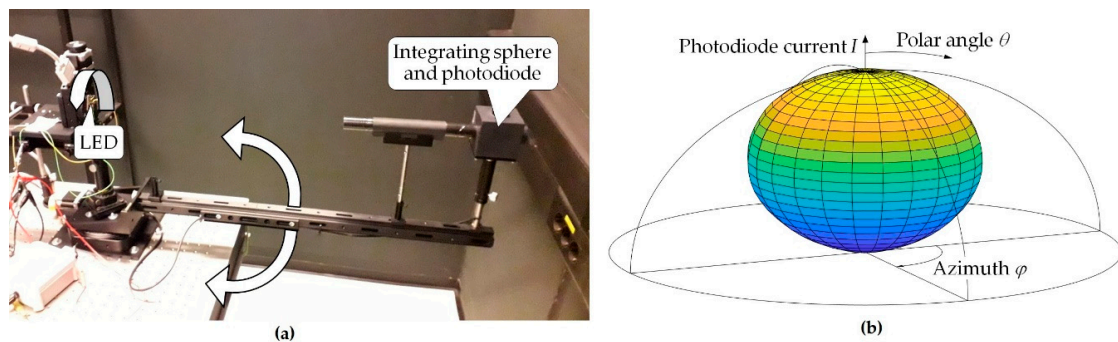 LED
Integrating sphere
and photodiode
(a)
Photodiode current I
Polar angle θ
Azimuth φ
(b)